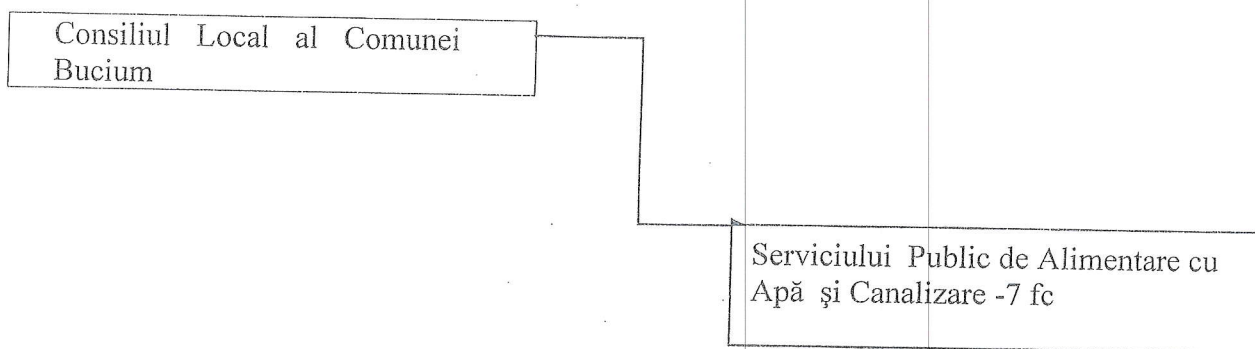 Consiliul Local al Comunei
Bucium
Serviciului Public de Alimentare cu
Apă şi Canalizare -7 fc